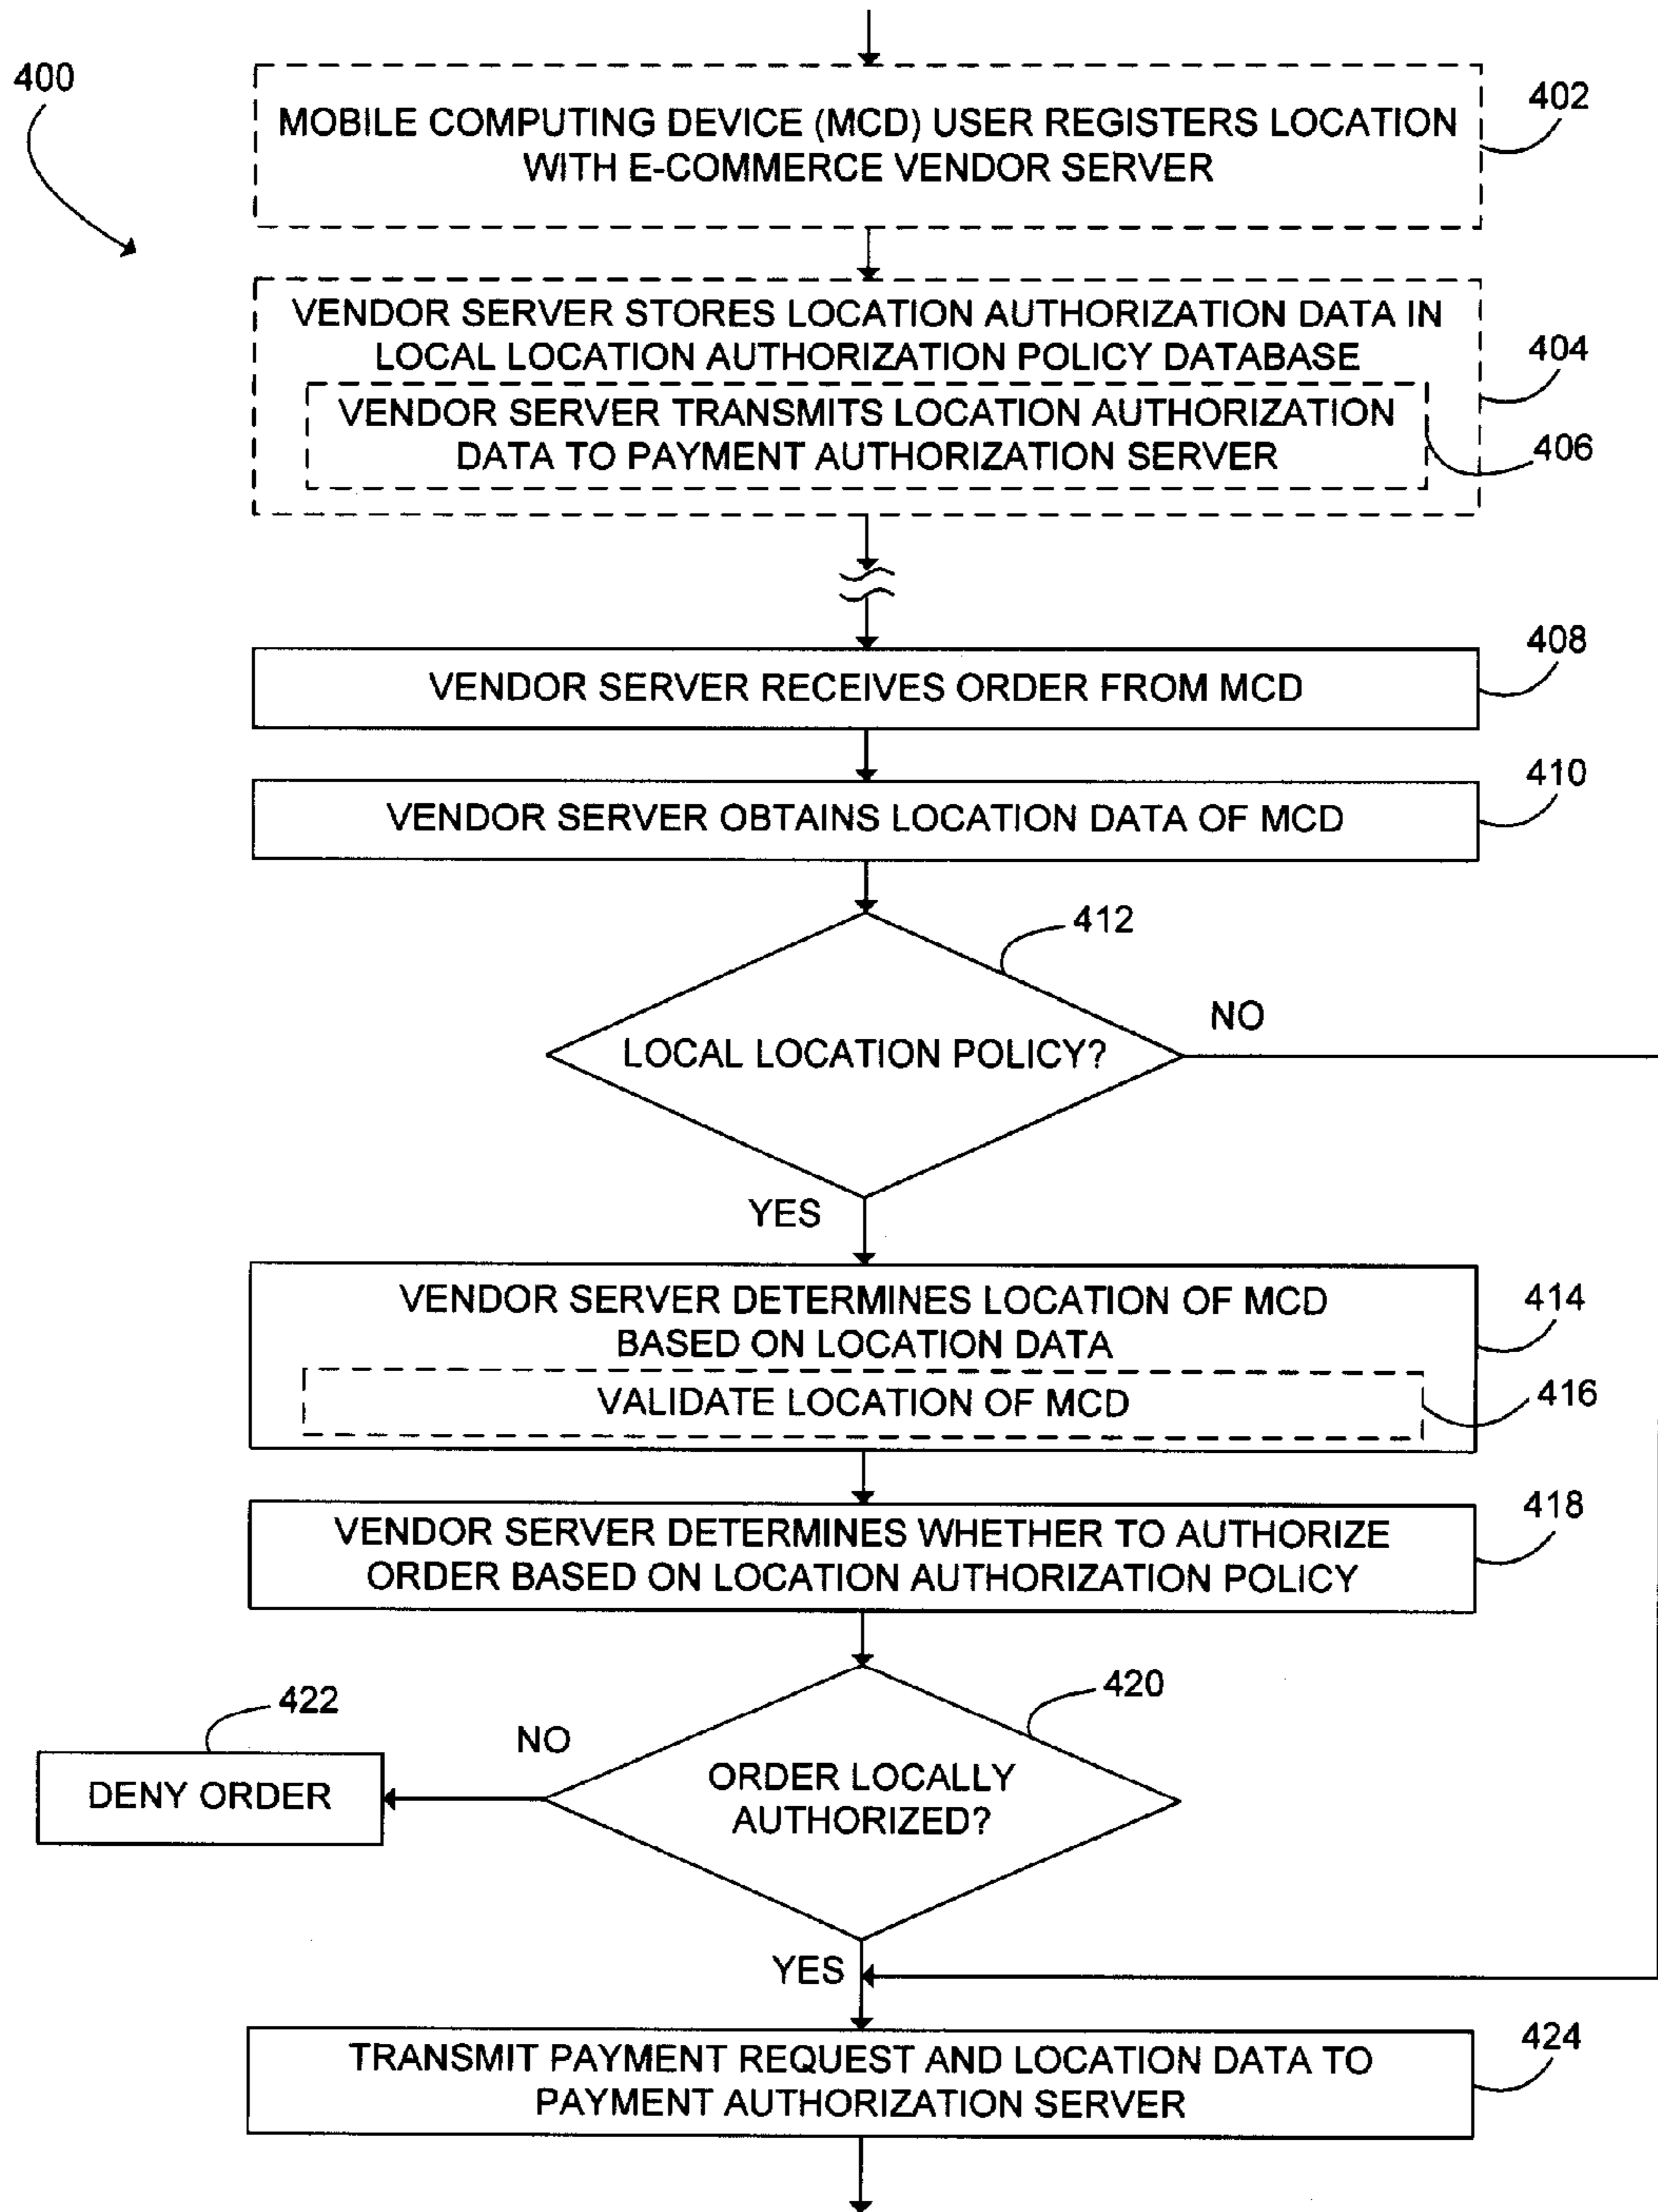 400
MOBILE COMPUTING DEVICE (MCD) USER REGISTERS LOCATION
WITH E-COMMERCE VENDOR SERVER
402
VENDOR SERVER STORES LOCATION AUTHORIZATION DATA IN
LOCAL LOCATION AUTHORIZATION POLICY DATABASE
404
VENDOR SERVER TRANSMITS LOCATION AUTHORIZATION
DATA TO PAYMENT AUTHORIZATION SERVER
406
408
VENDOR SERVER RECEIVES ORDER FROM MCD
410
VENDOR SERVER OBTAINS LOCATION DATA OF MCD
412
NO
LOCAL LOCATION POLICY?
YES
VENDOR SERVER DETERMINES LOCATION OF MCD
BASED ON LOCATION DATA
414
VALIDATE LOCATION OF MCD
416
VENDOR SERVER DETERMINES WHETHER TO AUTHORIZE
ORDER BASED ON LOCATION AUTHORIZATION POLICY
418
420
422
NO
DENY ORDER
ORDER LOCALLY
AUTHORIZED?
YES
TRANSMIT PAYMENT REQUEST AND LOCATION DATA TO
PAYMENT AUTHORIZATION SERVER
424